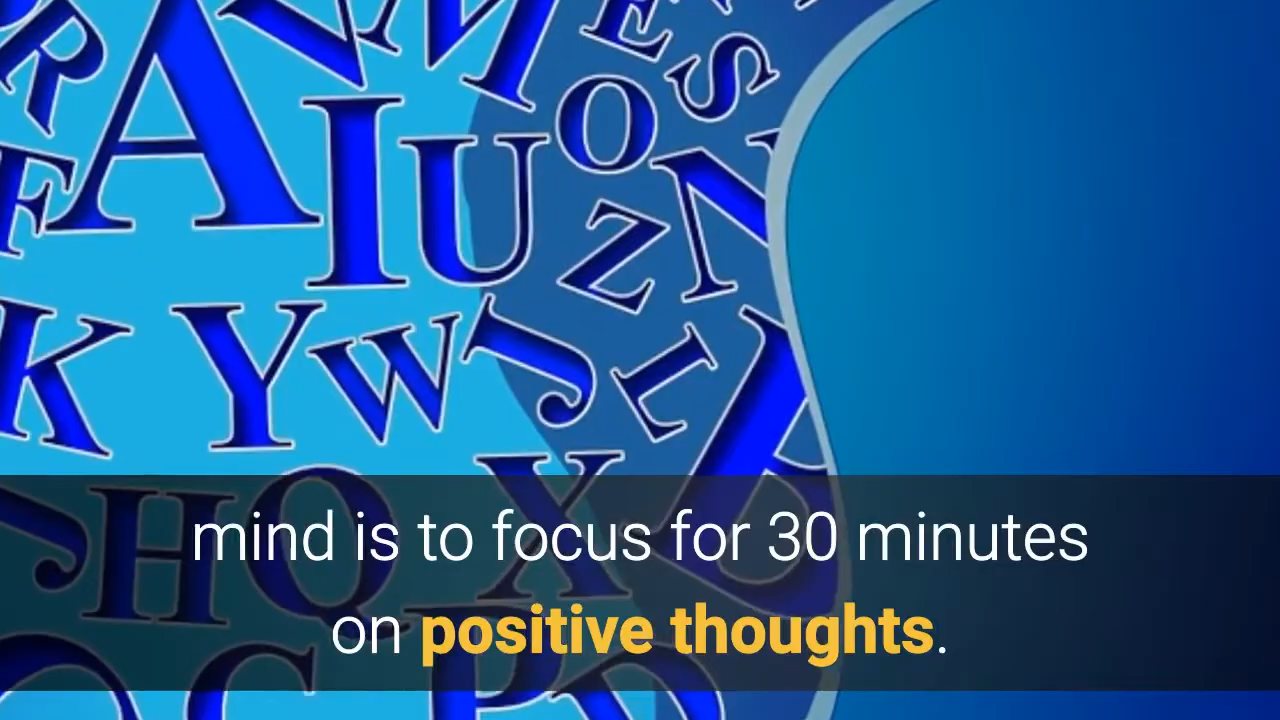 R A V M E S
F I U O Z N
K Y W J L
J H Q X B
O C P D
mind is to focus for 30 minutes
on positive thoughts.